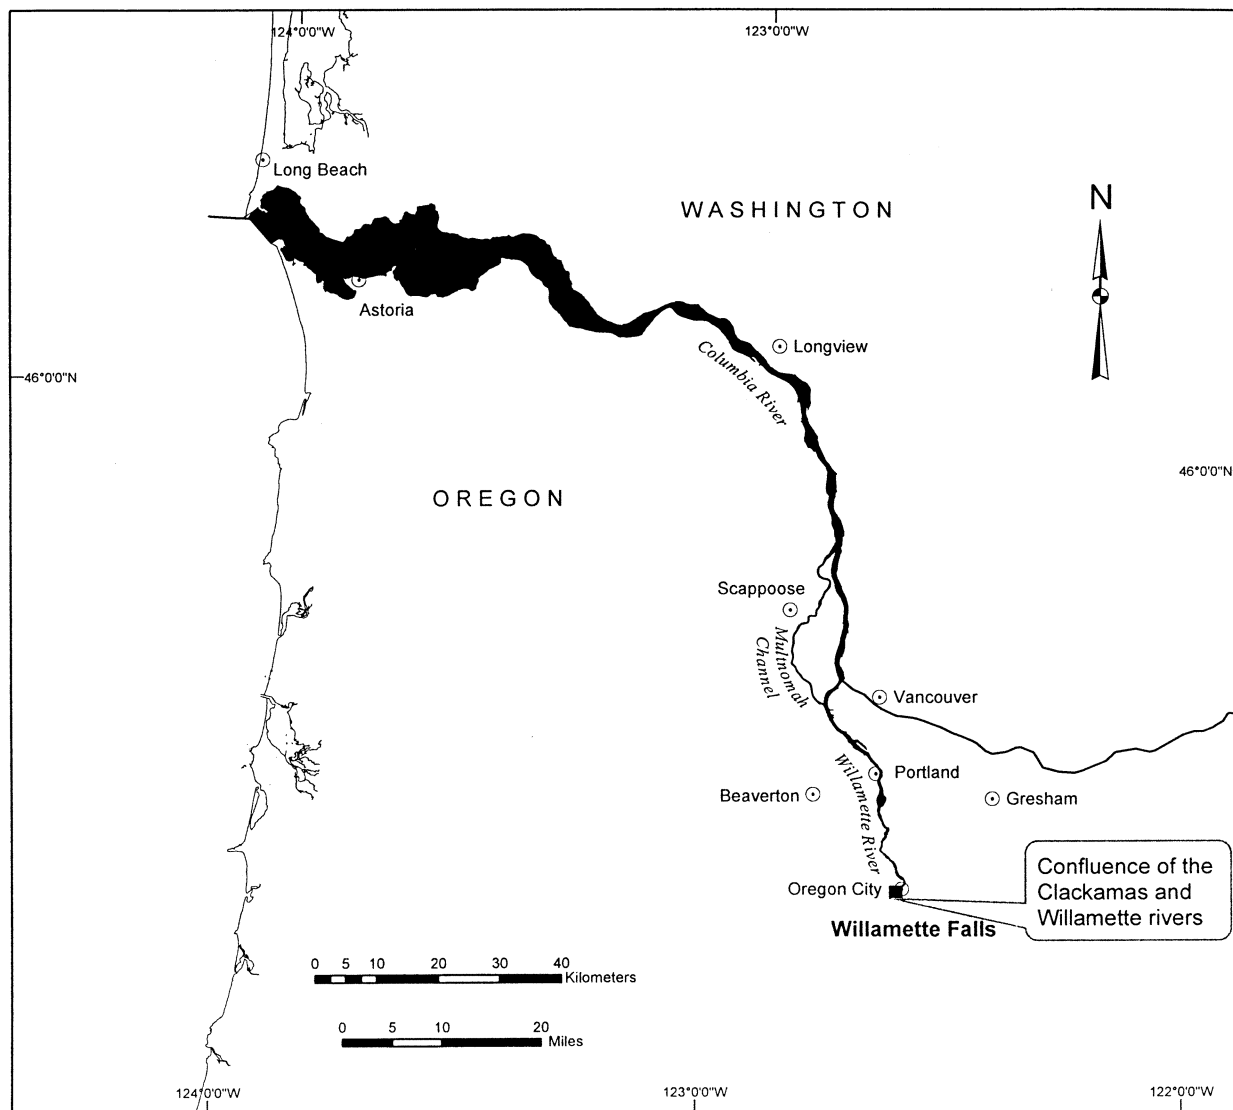 124°0'0"W
123°0'0"W
Long Beach
WASHINGTON
N
Astoria
Longview
Columbia River
46°0'0"N
46°0'0"N
OREGON
Scappoose
Multnomah
Channel
Vancouver
Willamette River
Portland
Beaverton
Gresham
Confluence of the
Clackamas and
Willamette rivers
Oregon City
Willamette Falls
0 5 10 20 30 40
Kilometers
0 5 10 20
Miles
124°0'0"W
123°0'0"W
122°0'0"W